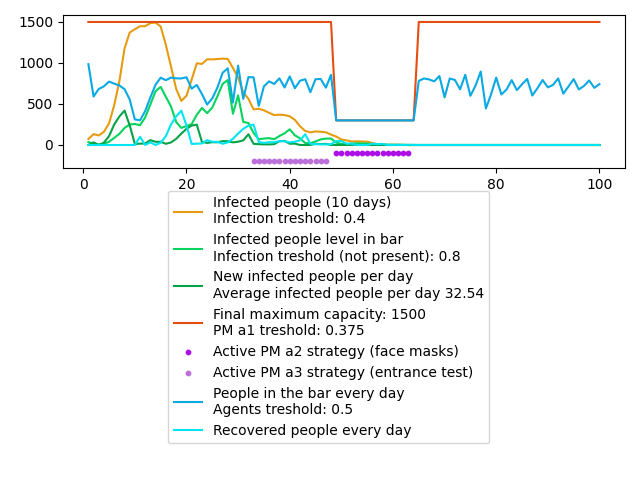 1500
1000
500
0
0
20
40
60
80
100
Infected people (10 days)
Infection treshold: 0.4
Infected people level in bar
Infection treshold (not present): 0.8
New infected people per day
Average infected people per day 32.54
Final maximum capacity: 1500
PM a1 treshold: 0.375
Active PM a2 strategy (face masks)
Active PM a3 strategy (entrance test)
People in the bar every day
Agents treshold: 0.5
Recovered people every day